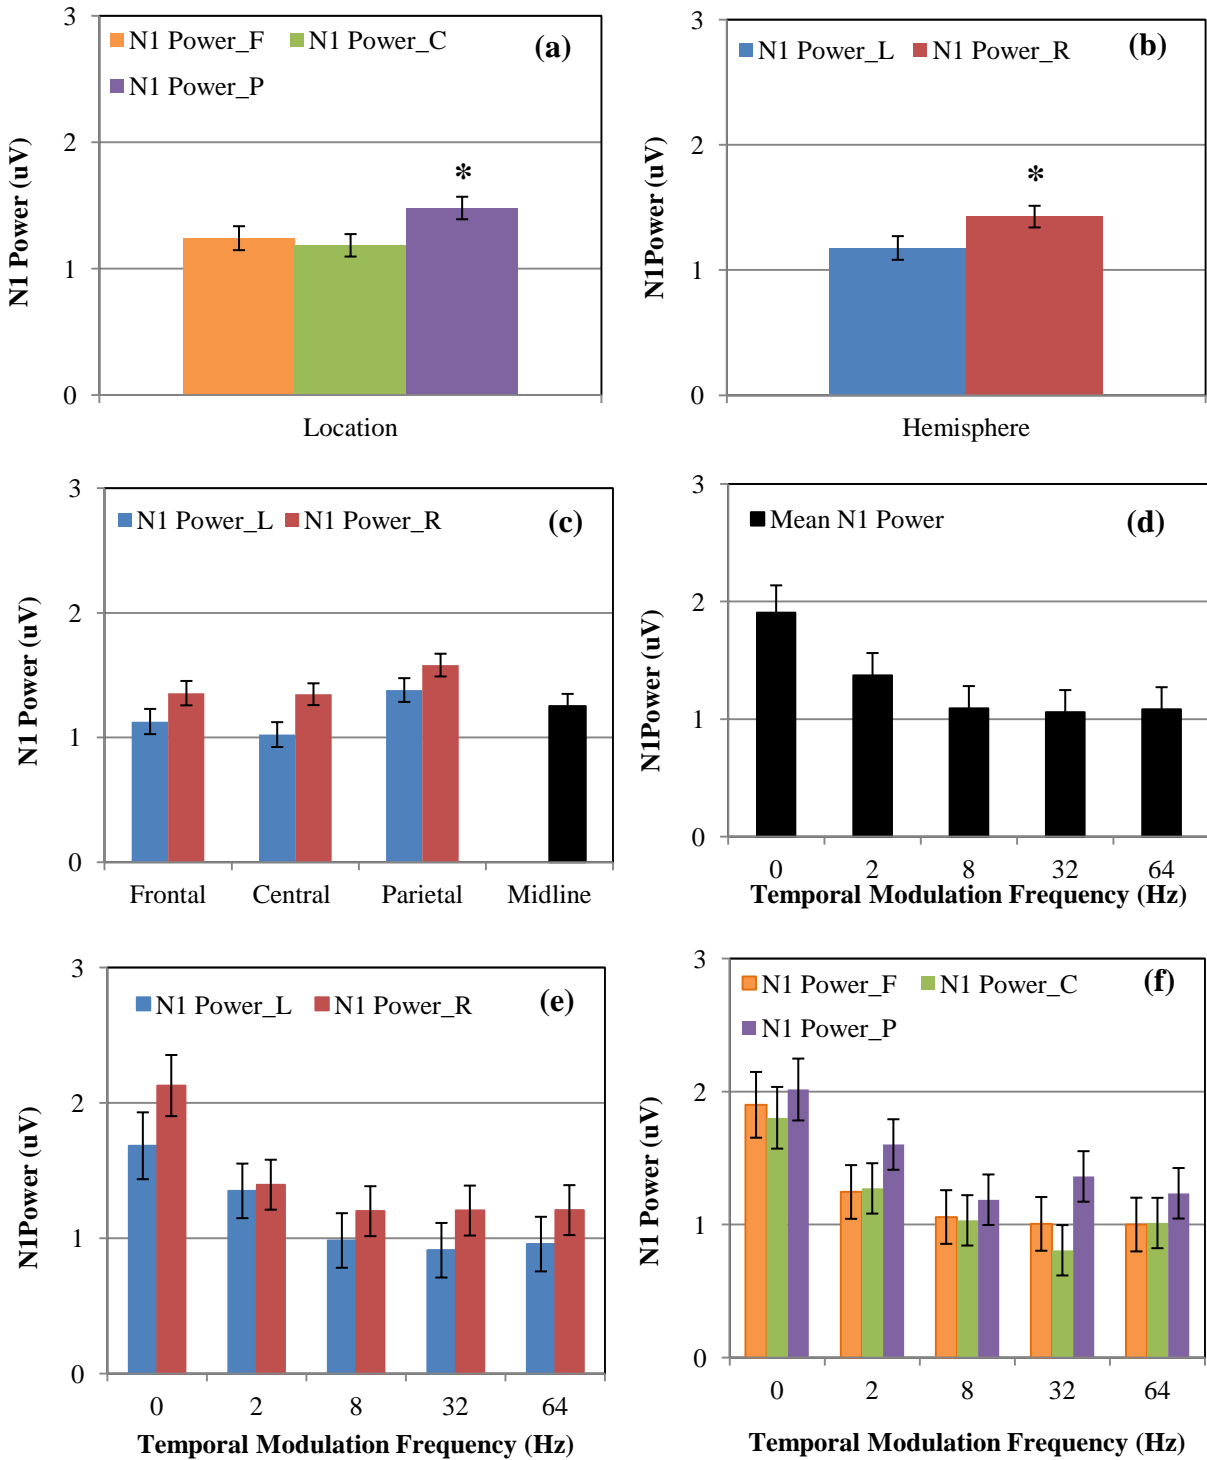 3
N1 Power_F
N1 Power_C
(a)
N1 Power_P
2
N1 Power (uV)
*
1
0
Location
3
N1 Power_L
N1 Power_R
(b)
2
N1Power (uV)
*
1
0
Hemisphere
3
N1 Power_L
N1 Power_R
(c)
2
N1 Power (uV)
1
0
Frontal
Central
Parietal
Midline
3
Mean N1 Power
(d)
2
N1Power (uV)
1
0
0
2
8
32
64
Temporal Modulation Frequency (Hz)
3
N1 Power_L
N1 Power_R
(e)
2
N1Power (uV)
1
0
0
2
8
32
64
Temporal Modulation Frequency (Hz)
3
N1 Power_F
N1 Power_C
(f)
N1 Power_P
2
N1 Power (uV)
1
0
0
2
8
32
64
Temporal Modulation Frequency (Hz)